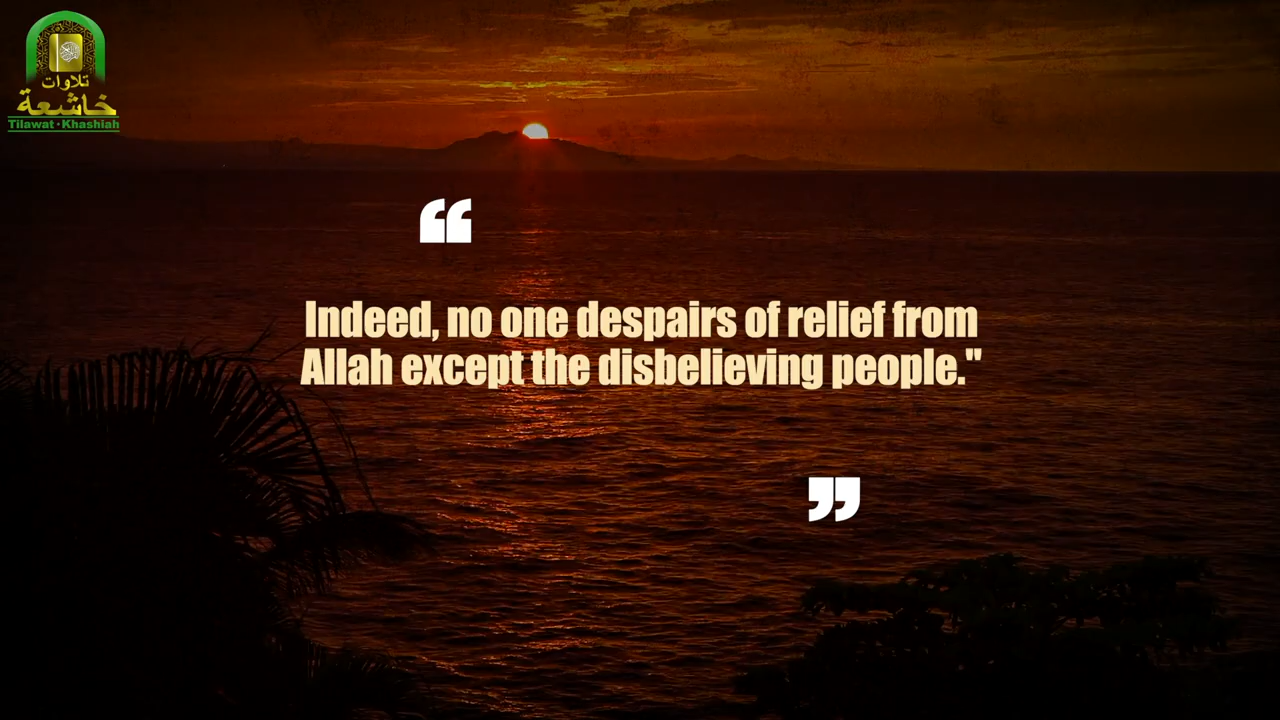 تلاوات
خاشعة
Tilawat · Khashiah
❝
Indeed, no one despairs of relief from
Allah except the disbelieving people."
❞